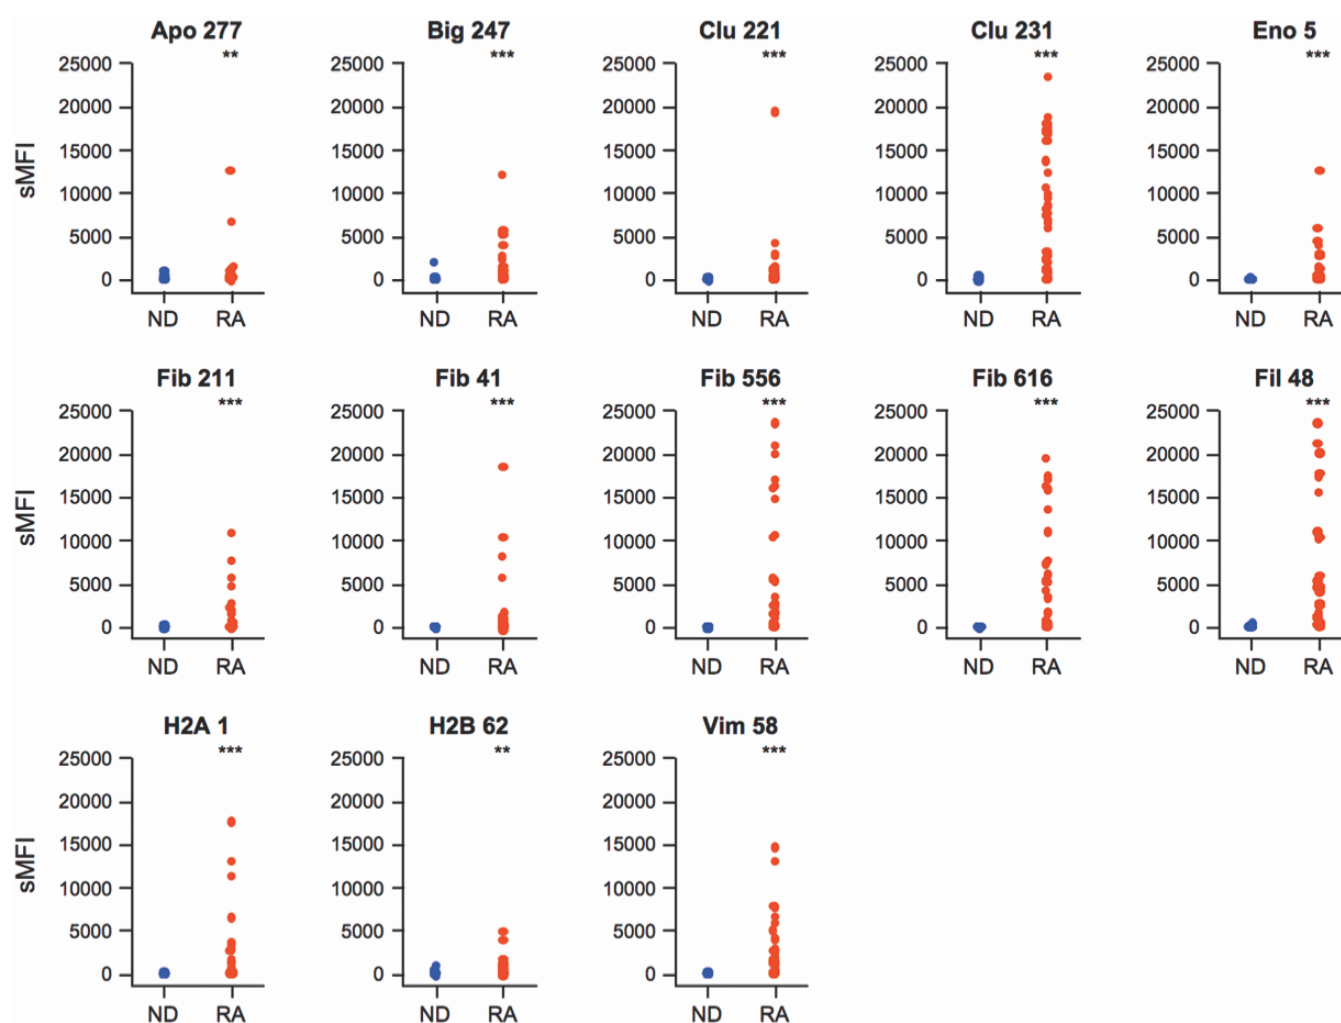 Apo 277 Big 247 Clu 221 Clu 231 Eno 5
** *** *** *** ***
25000 25000 25000 25000 25000
20000 20000 20000 20000 20000
15000 15000 15000 15000 15000
sMFI
10000 10000 10000 10000 10000
5000 5000 5000 5000 5000
0 0 0 0 0
ND RA ND RA ND RA ND RA ND RA
Fib 211 Fib 41 Fib 556 Fib 616 Fil 48
*** *** *** *** ***
25000 25000 25000 25000 25000
20000 20000 20000 20000 20000
15000 15000 15000 15000 15000
sMFI
10000 10000 10000 10000 10000
5000 5000 5000 5000 5000
0 0 0 0 0
ND RA ND RA ND RA ND RA ND RA
H2A 1 H2B 62 Vim 58
*** ** ***
25000 25000 25000
20000 20000 20000
15000 15000 15000
sMFI
10000 10000 10000
5000 5000 5000
0 0 0
ND RA ND RA ND RA